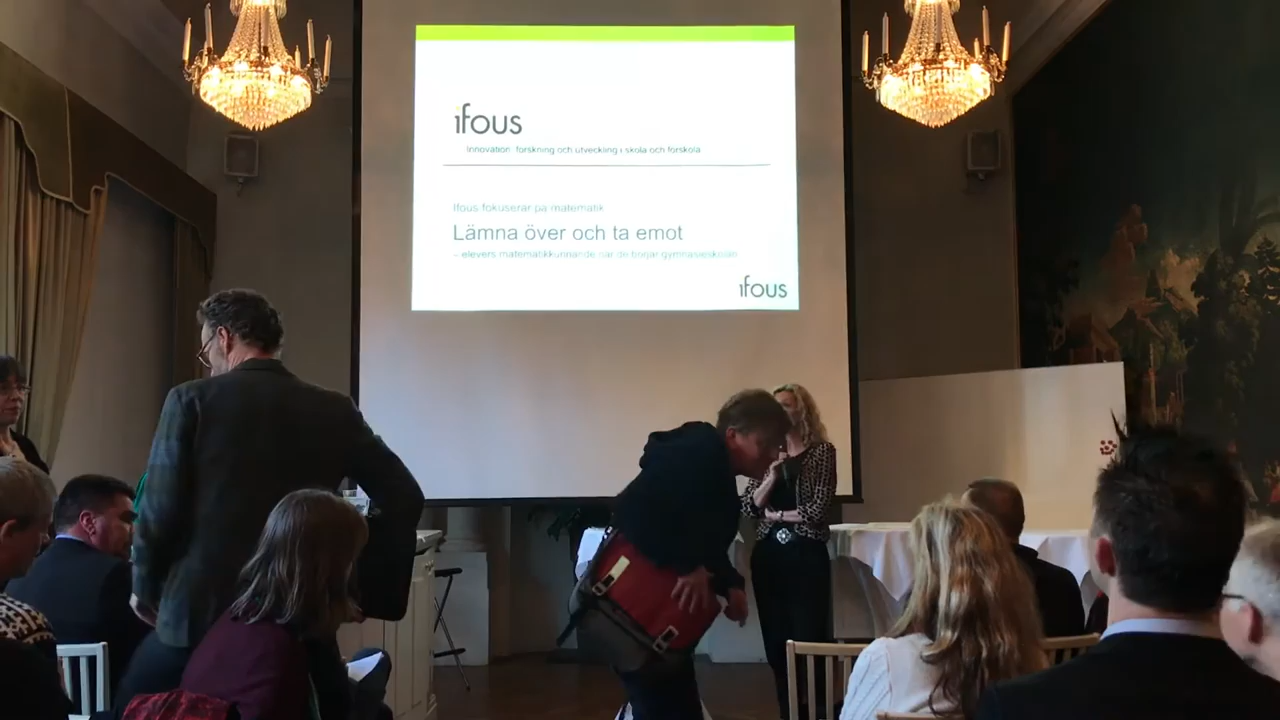 ifous
Innovation, forskning och utveckling i skola och förskola
Ifous fokuserar på matematik
Lämna över och ta emot
– elevers matematikkunnande när de börjar gymnasieskolan
ifous